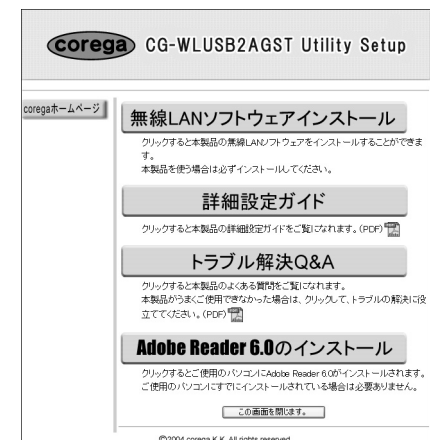 corega CG-WLUSB2AGST Utility Setup
coregaホームページ
無線LANソフトウェアインストール
クリックすると本製品の無線LANソフトウェアをインストールすることができま
す。
本製品を使う場合は必ずインストールしてください。
詳細設定ガイド
クリックすると本製品の詳細設定ガイドをご覧になれます。(PDF)
トラブル解決Q&A
クリックすると本製品のよくある質問をご覧になれます。
本製品がうまくご使用できなかった場合は、クリックして、トラブルの解決に役
立ててください。(PDF)
Adobe Reader 6.0のインストール
クリックするとご使用のパソコンにAdobe Reader 6.0がインストールされます。
ご使用のパソコンにすでにインストールされている場合は必要ありません。
この画面を閉じます。
©2004 corega K.K. All rights reserved